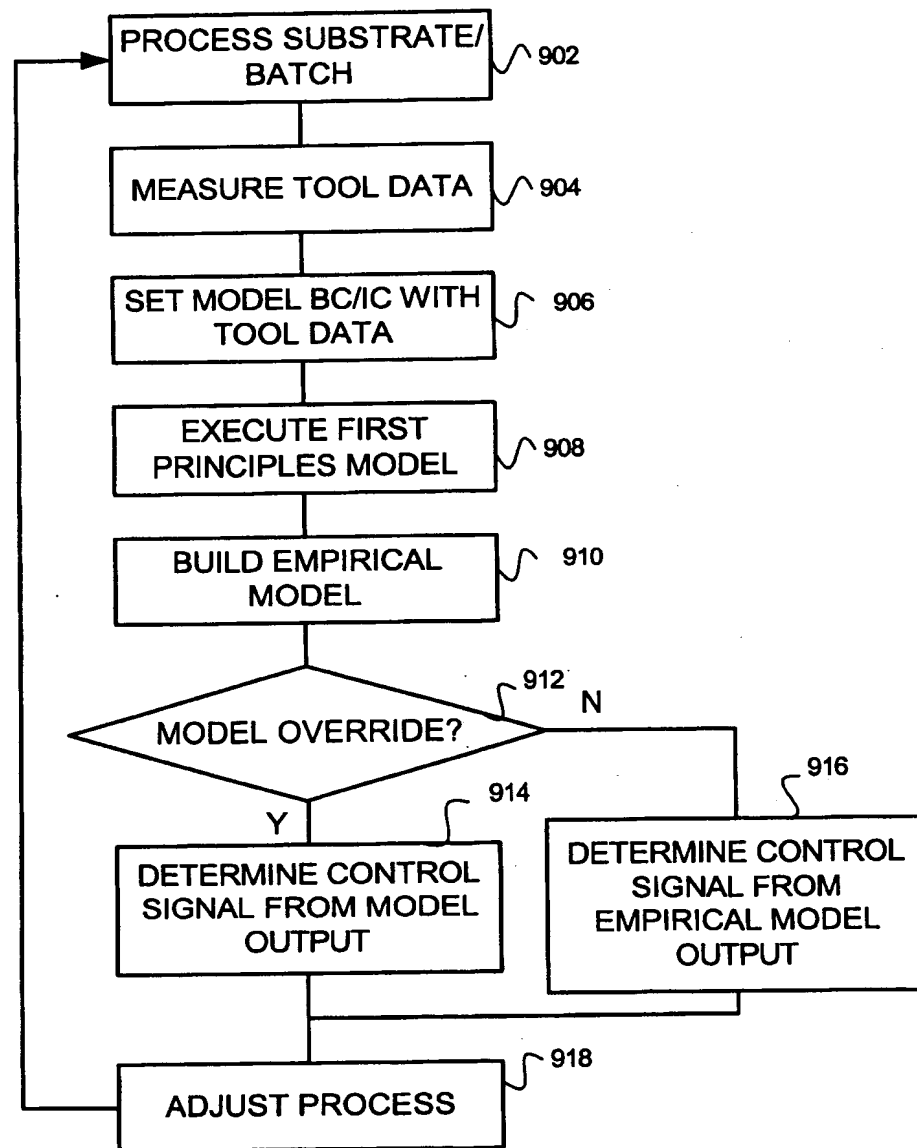 PROCESS SUBSTRATE/
BATCH
902
MEASURE TOOL DATA
904
SET MODEL BC/IC WITH
TOOL DATA
906
EXECUTE FIRST
PRINCIPLES MODEL
908
BUILD EMPIRICAL
MODEL
910
MODEL OVERRIDE?
912
N
Y
914
DETERMINE CONTROL
SIGNAL FROM MODEL
OUTPUT
916
DETERMINE CONTROL
SIGNAL FROM
EMPIRICAL MODEL
OUTPUT
918
ADJUST PROCESS